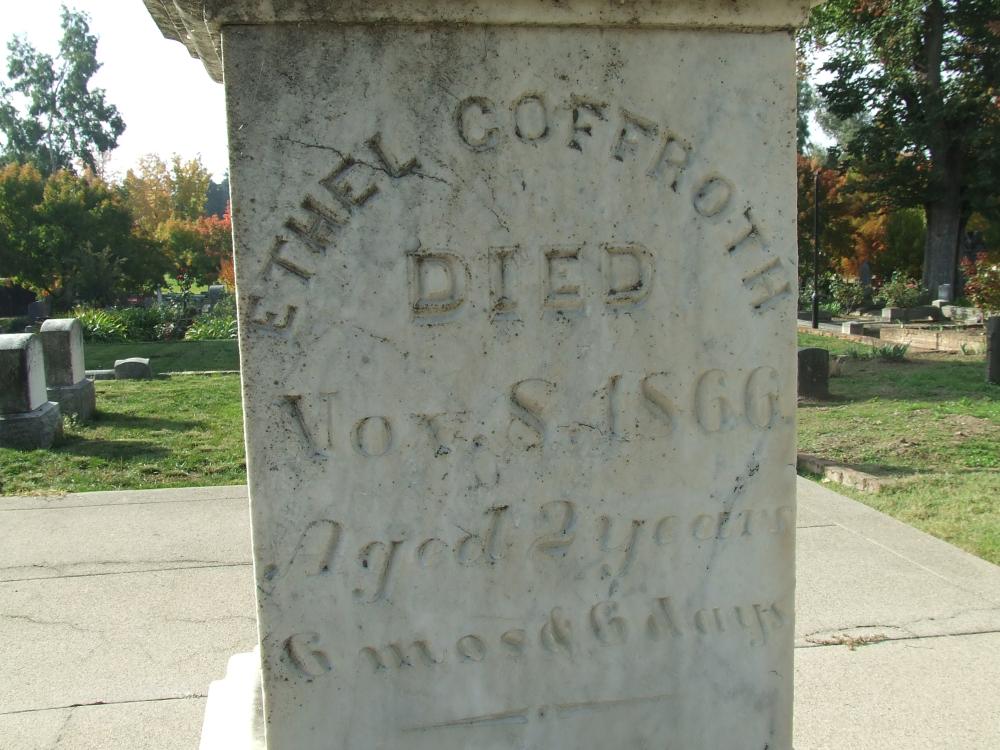 ETHEL COFFROTH
DIED
Nov. 8, 1866
Aged 2 years
6 mos & 6 days